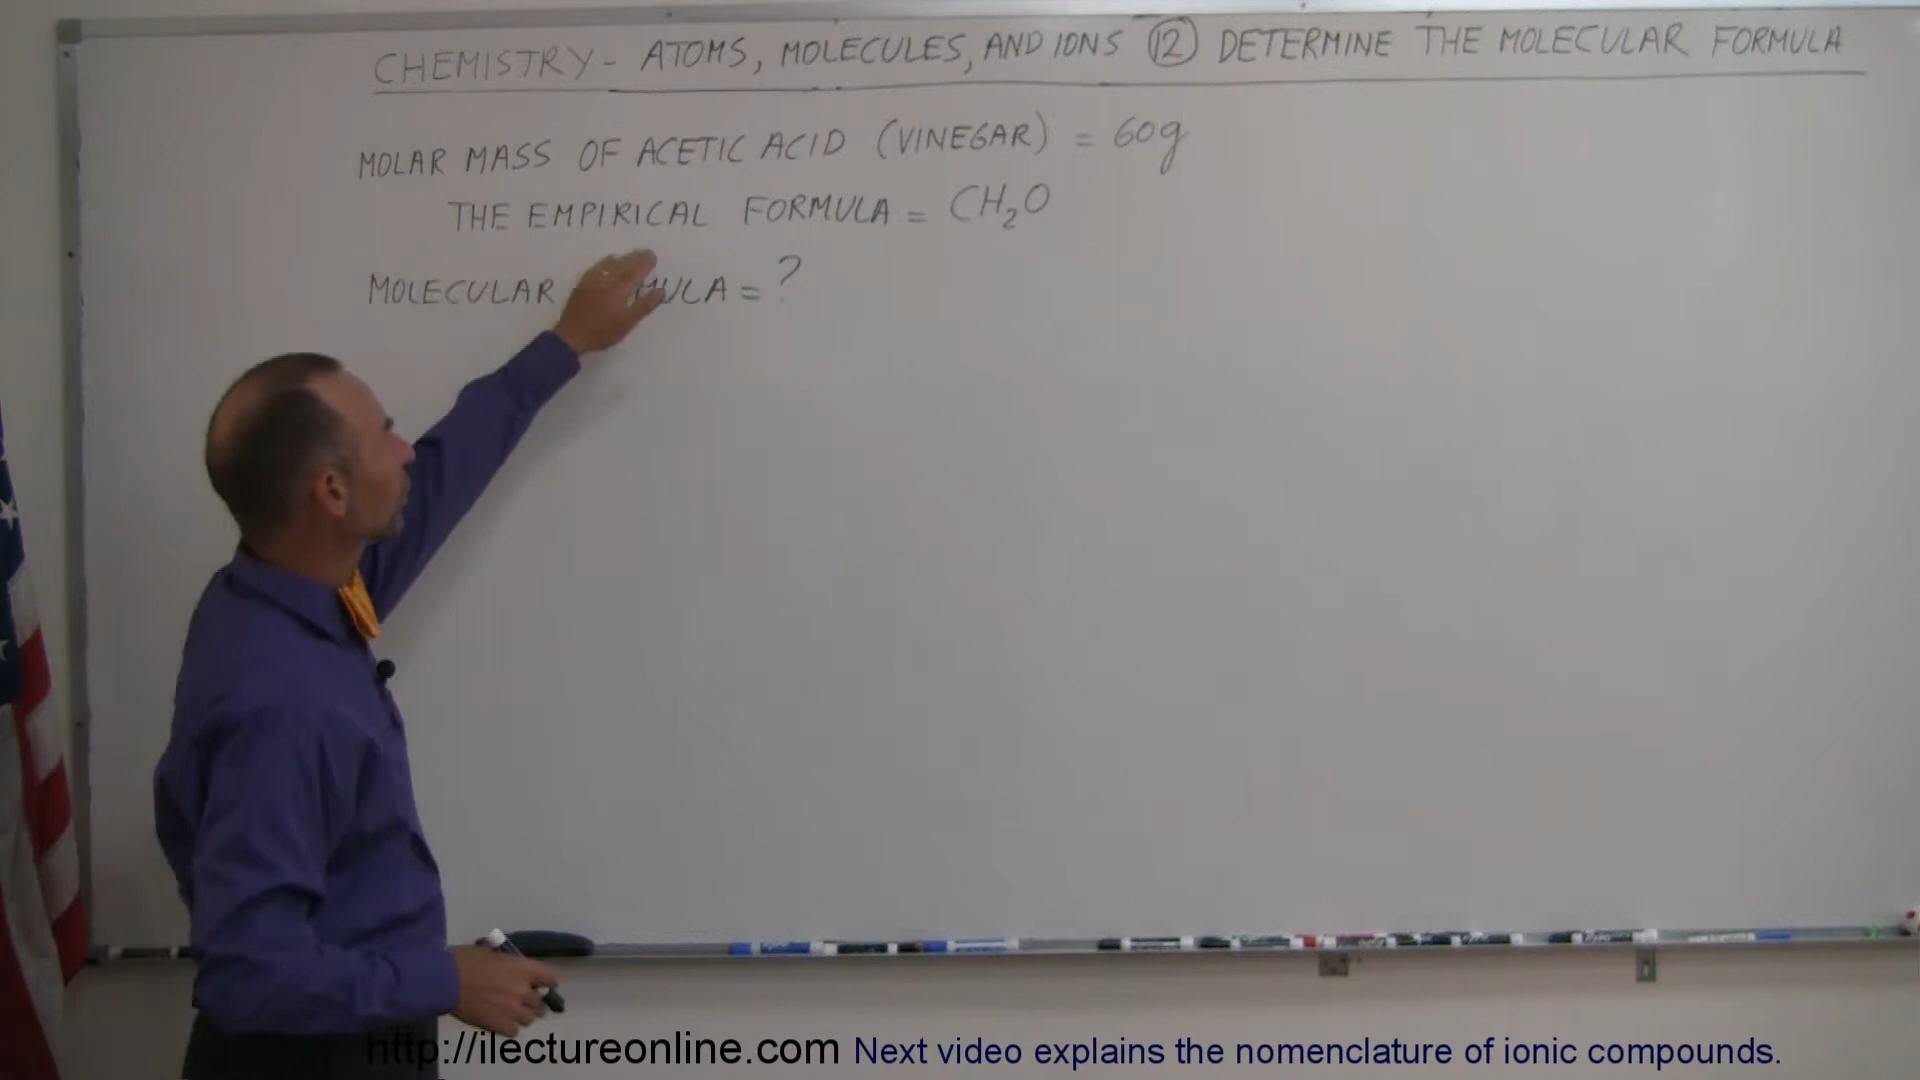 CHEMISTRY - ATOMS, MOLECULES, AND IONS ⑫ DETERMINE THE MOLECULAR FORMULA
MOLAR MASS OF ACETIC ACID (VINEGAR) = 60g
THE EMPIRICAL FORMULA = CH₂O
MOLECULAR MULA = ?
http://ilectureonline.com Next video explains the nomenclature of ionic compounds.